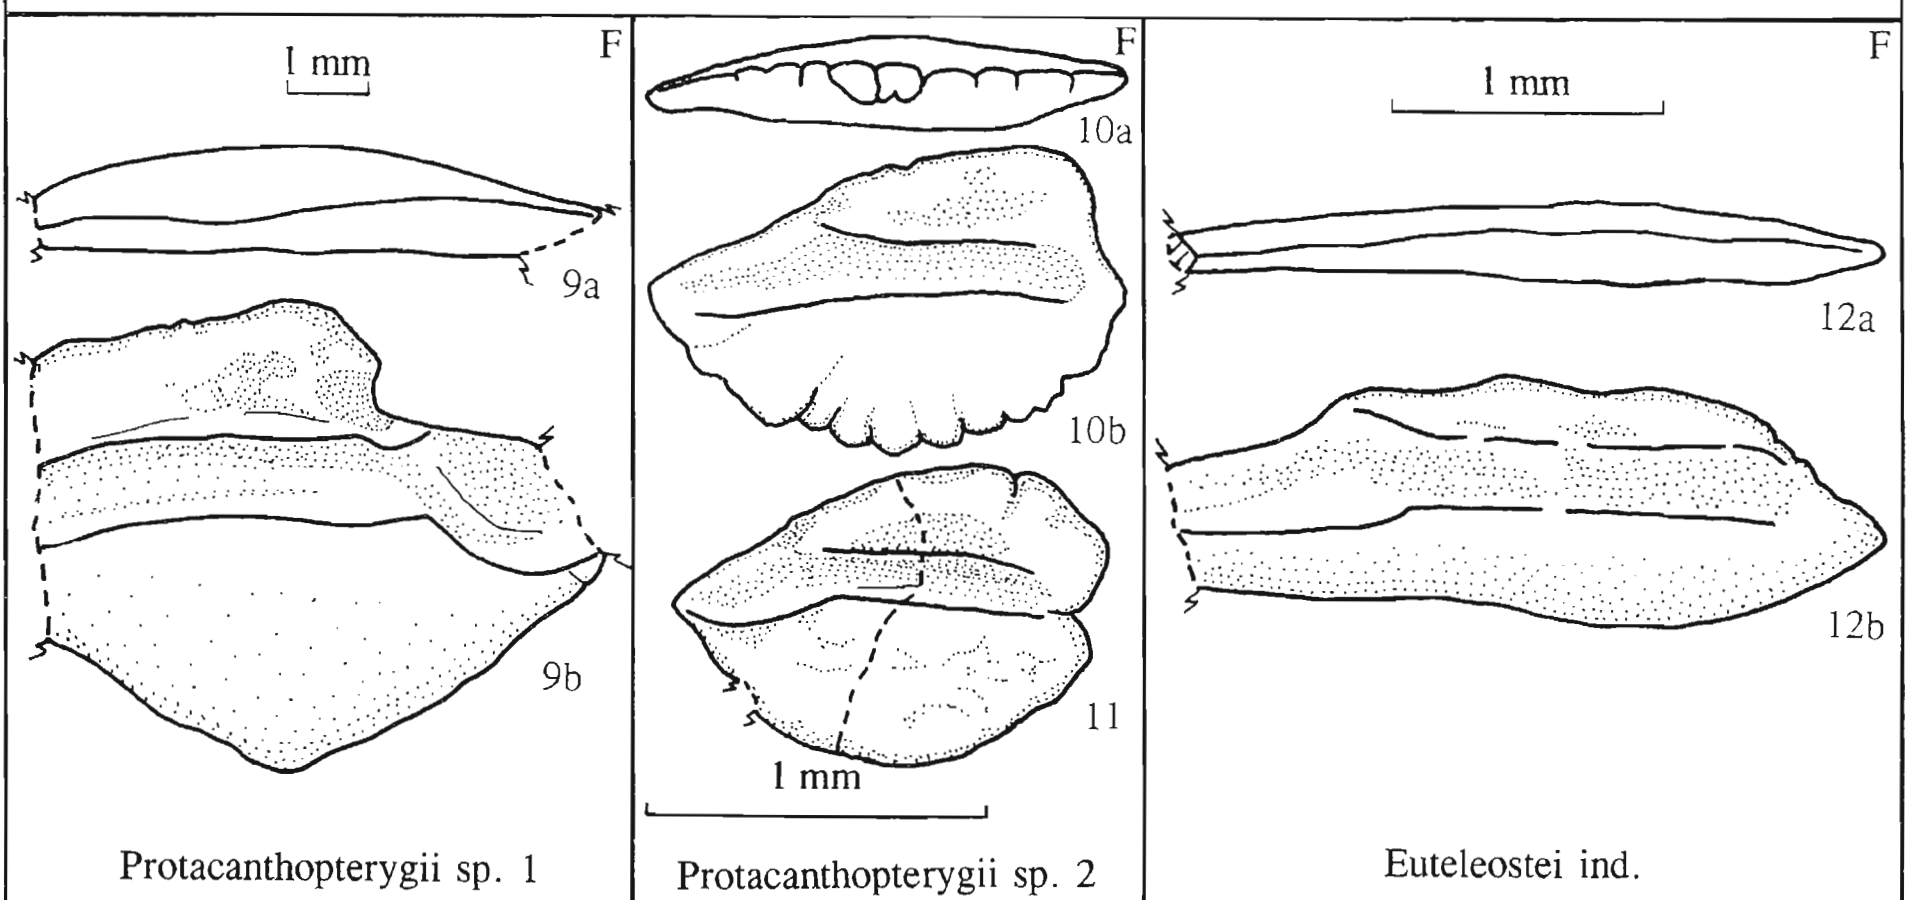 F
1 mm
9a
9b
Protacanthopterygii sp. 1
F
10a
10b
11
1 mm
Protacanthopterygii sp. 2
F
1 mm
12a
12b
Euteleostei ind.